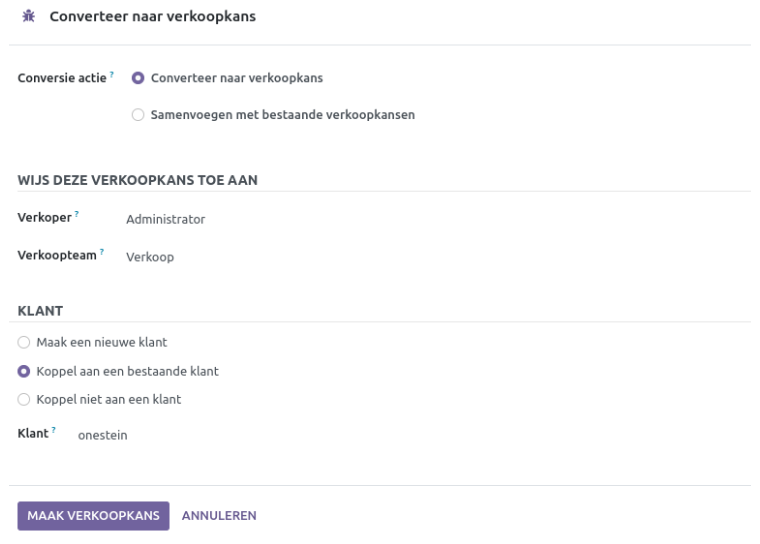 Converteer naar verkoopkans
Conversie actie ? Converteer naar verkoopkans
Samenvoegen met bestaande verkoopkansen
WIJS DEZE VERKOOPKANS TOE AAN
Verkoper ? Administrator
Verkoopteam ? Verkoop
KLANT
Maak een nieuwe klant
Koppel aan een bestaande klant
Koppel niet aan een klant
Klant ? onestein
MAAK VERKOOPKANS ANNULEREN